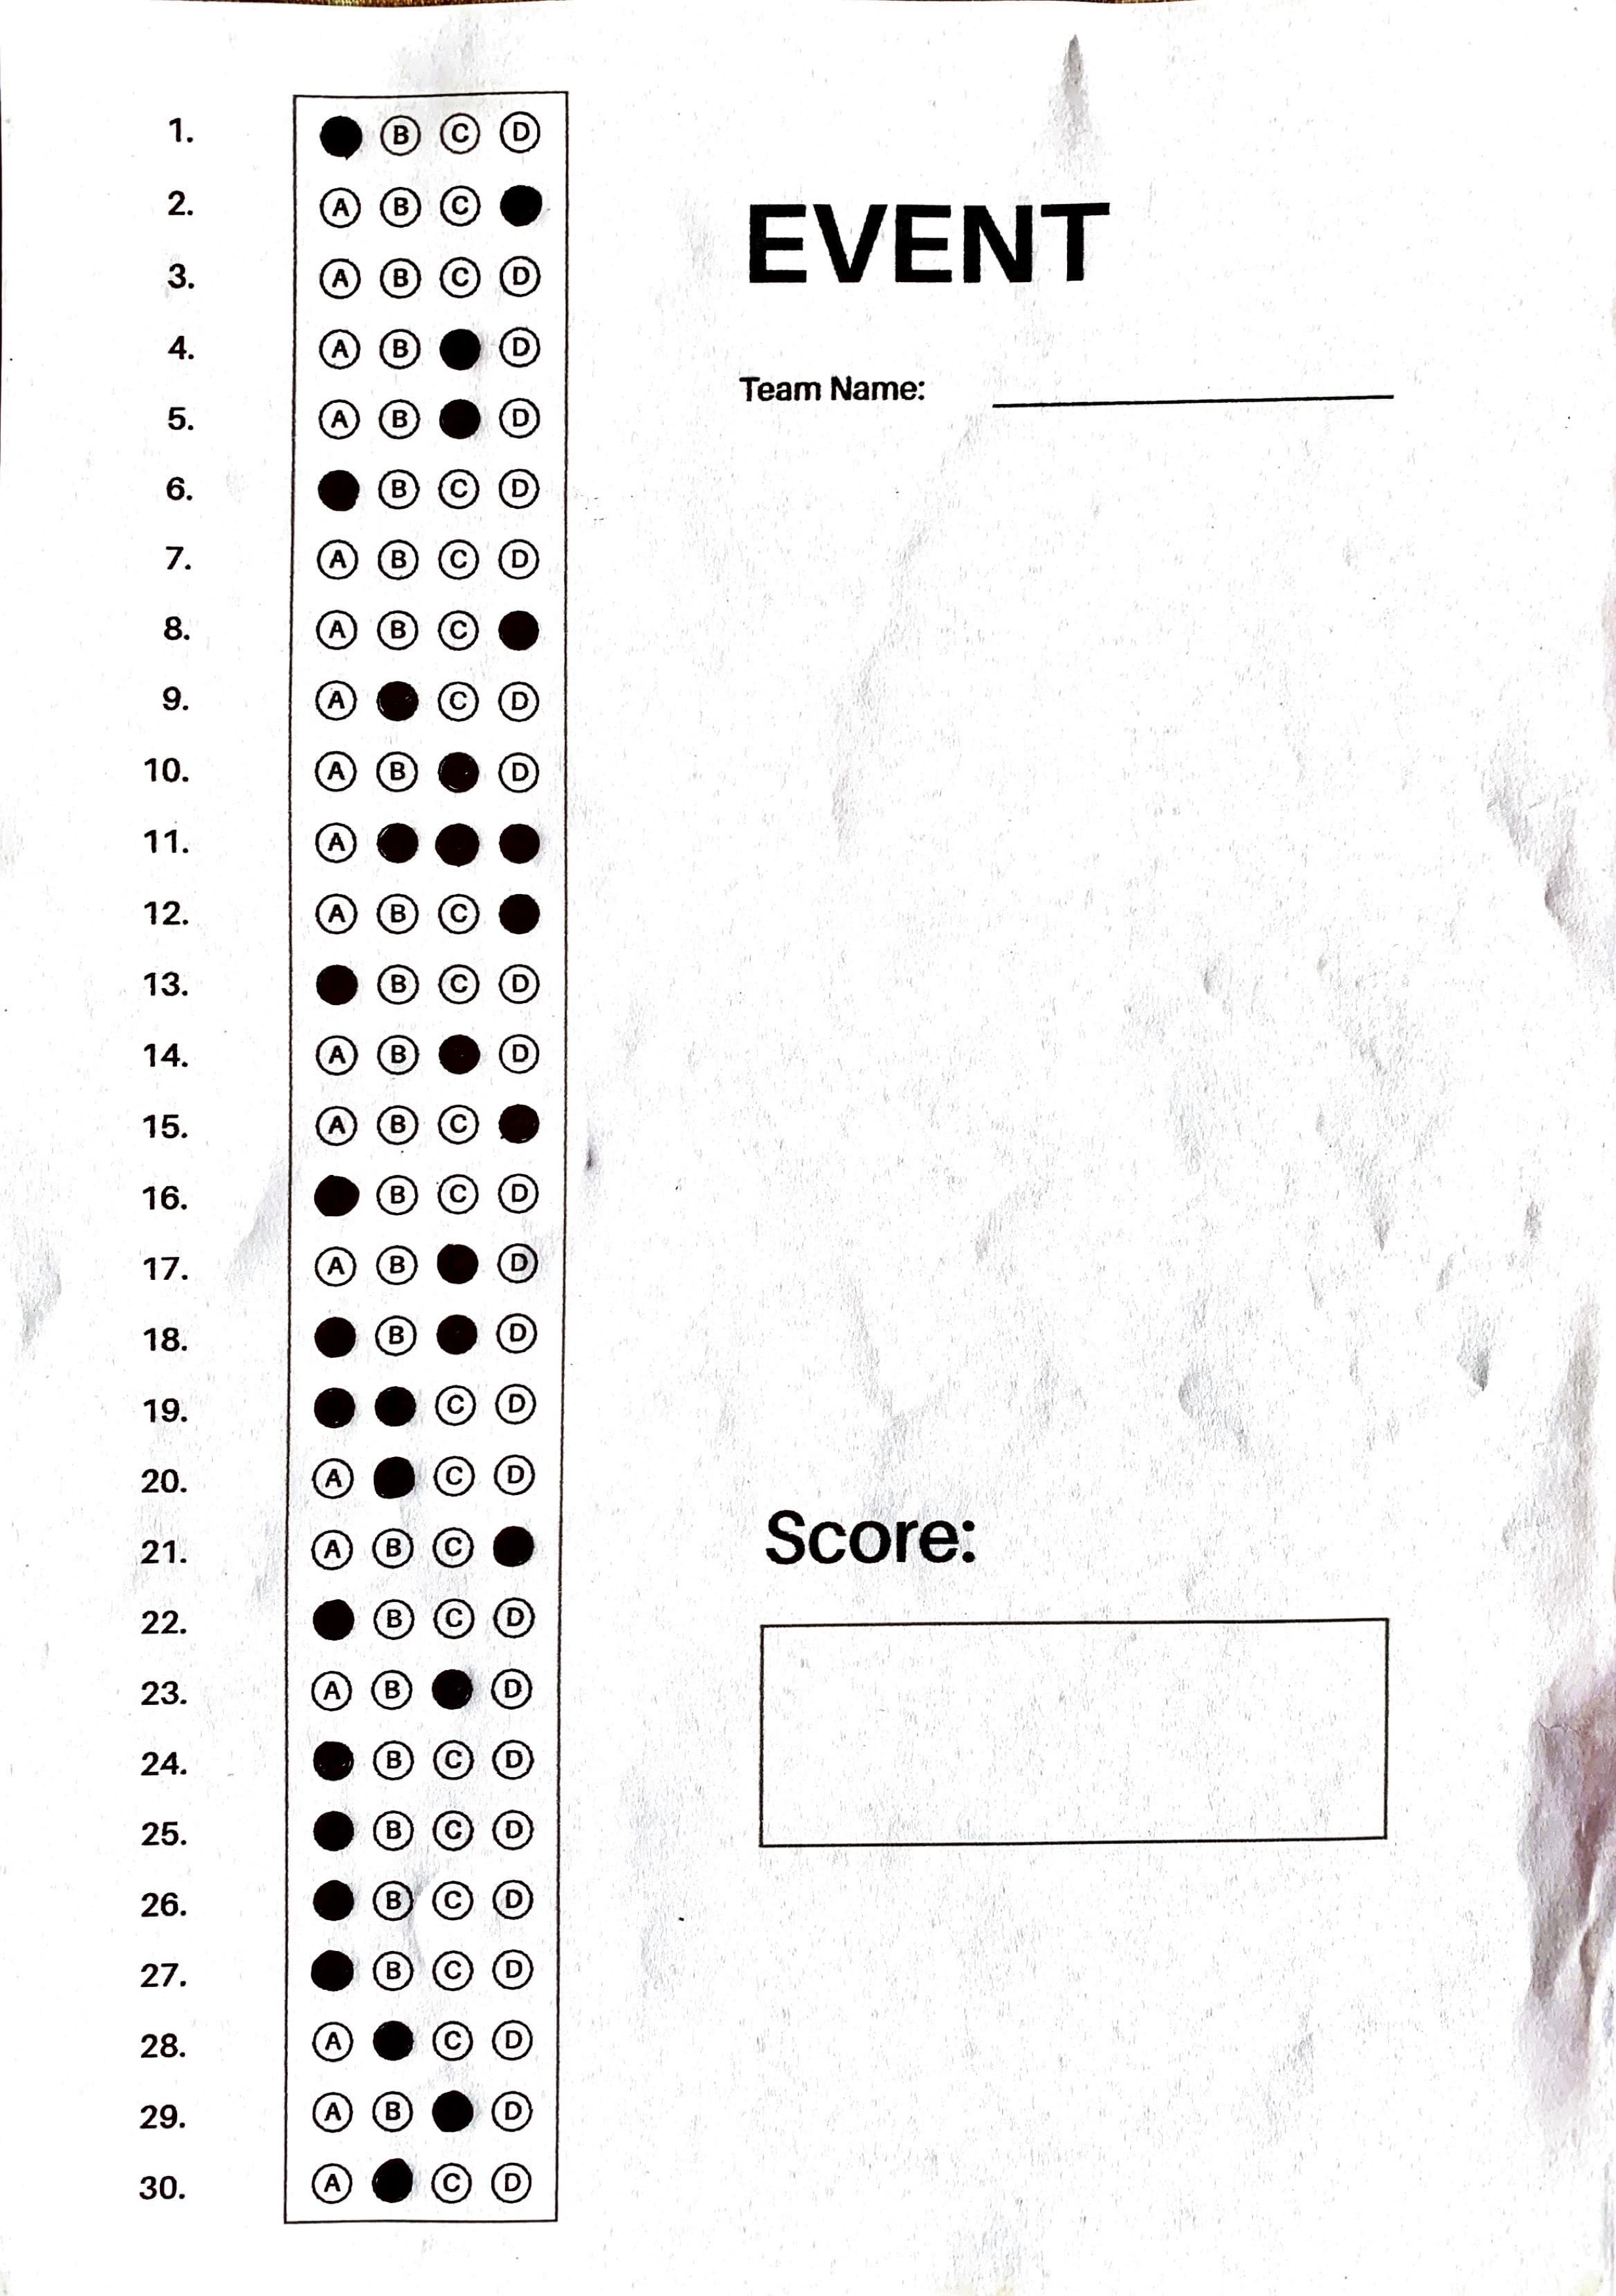 1. B C D
2. A B C
3. A B C D
4. A B D
5. A B D
6. B C D
7. A B C D
8. A B C
9. A C D
10. A B D
11. A
12. A B C
13. B C D
14. A B D
15. A B C
16. B C D
17. A B D
18. B D
19. C D
20. A C D
21. A B C
22. B C D
23. A B D
24. B C D
25. B C D
26. B C D
27. B C D
28. A C D
29. A B D
30. A C D
EVENT
Team Name:
Score: